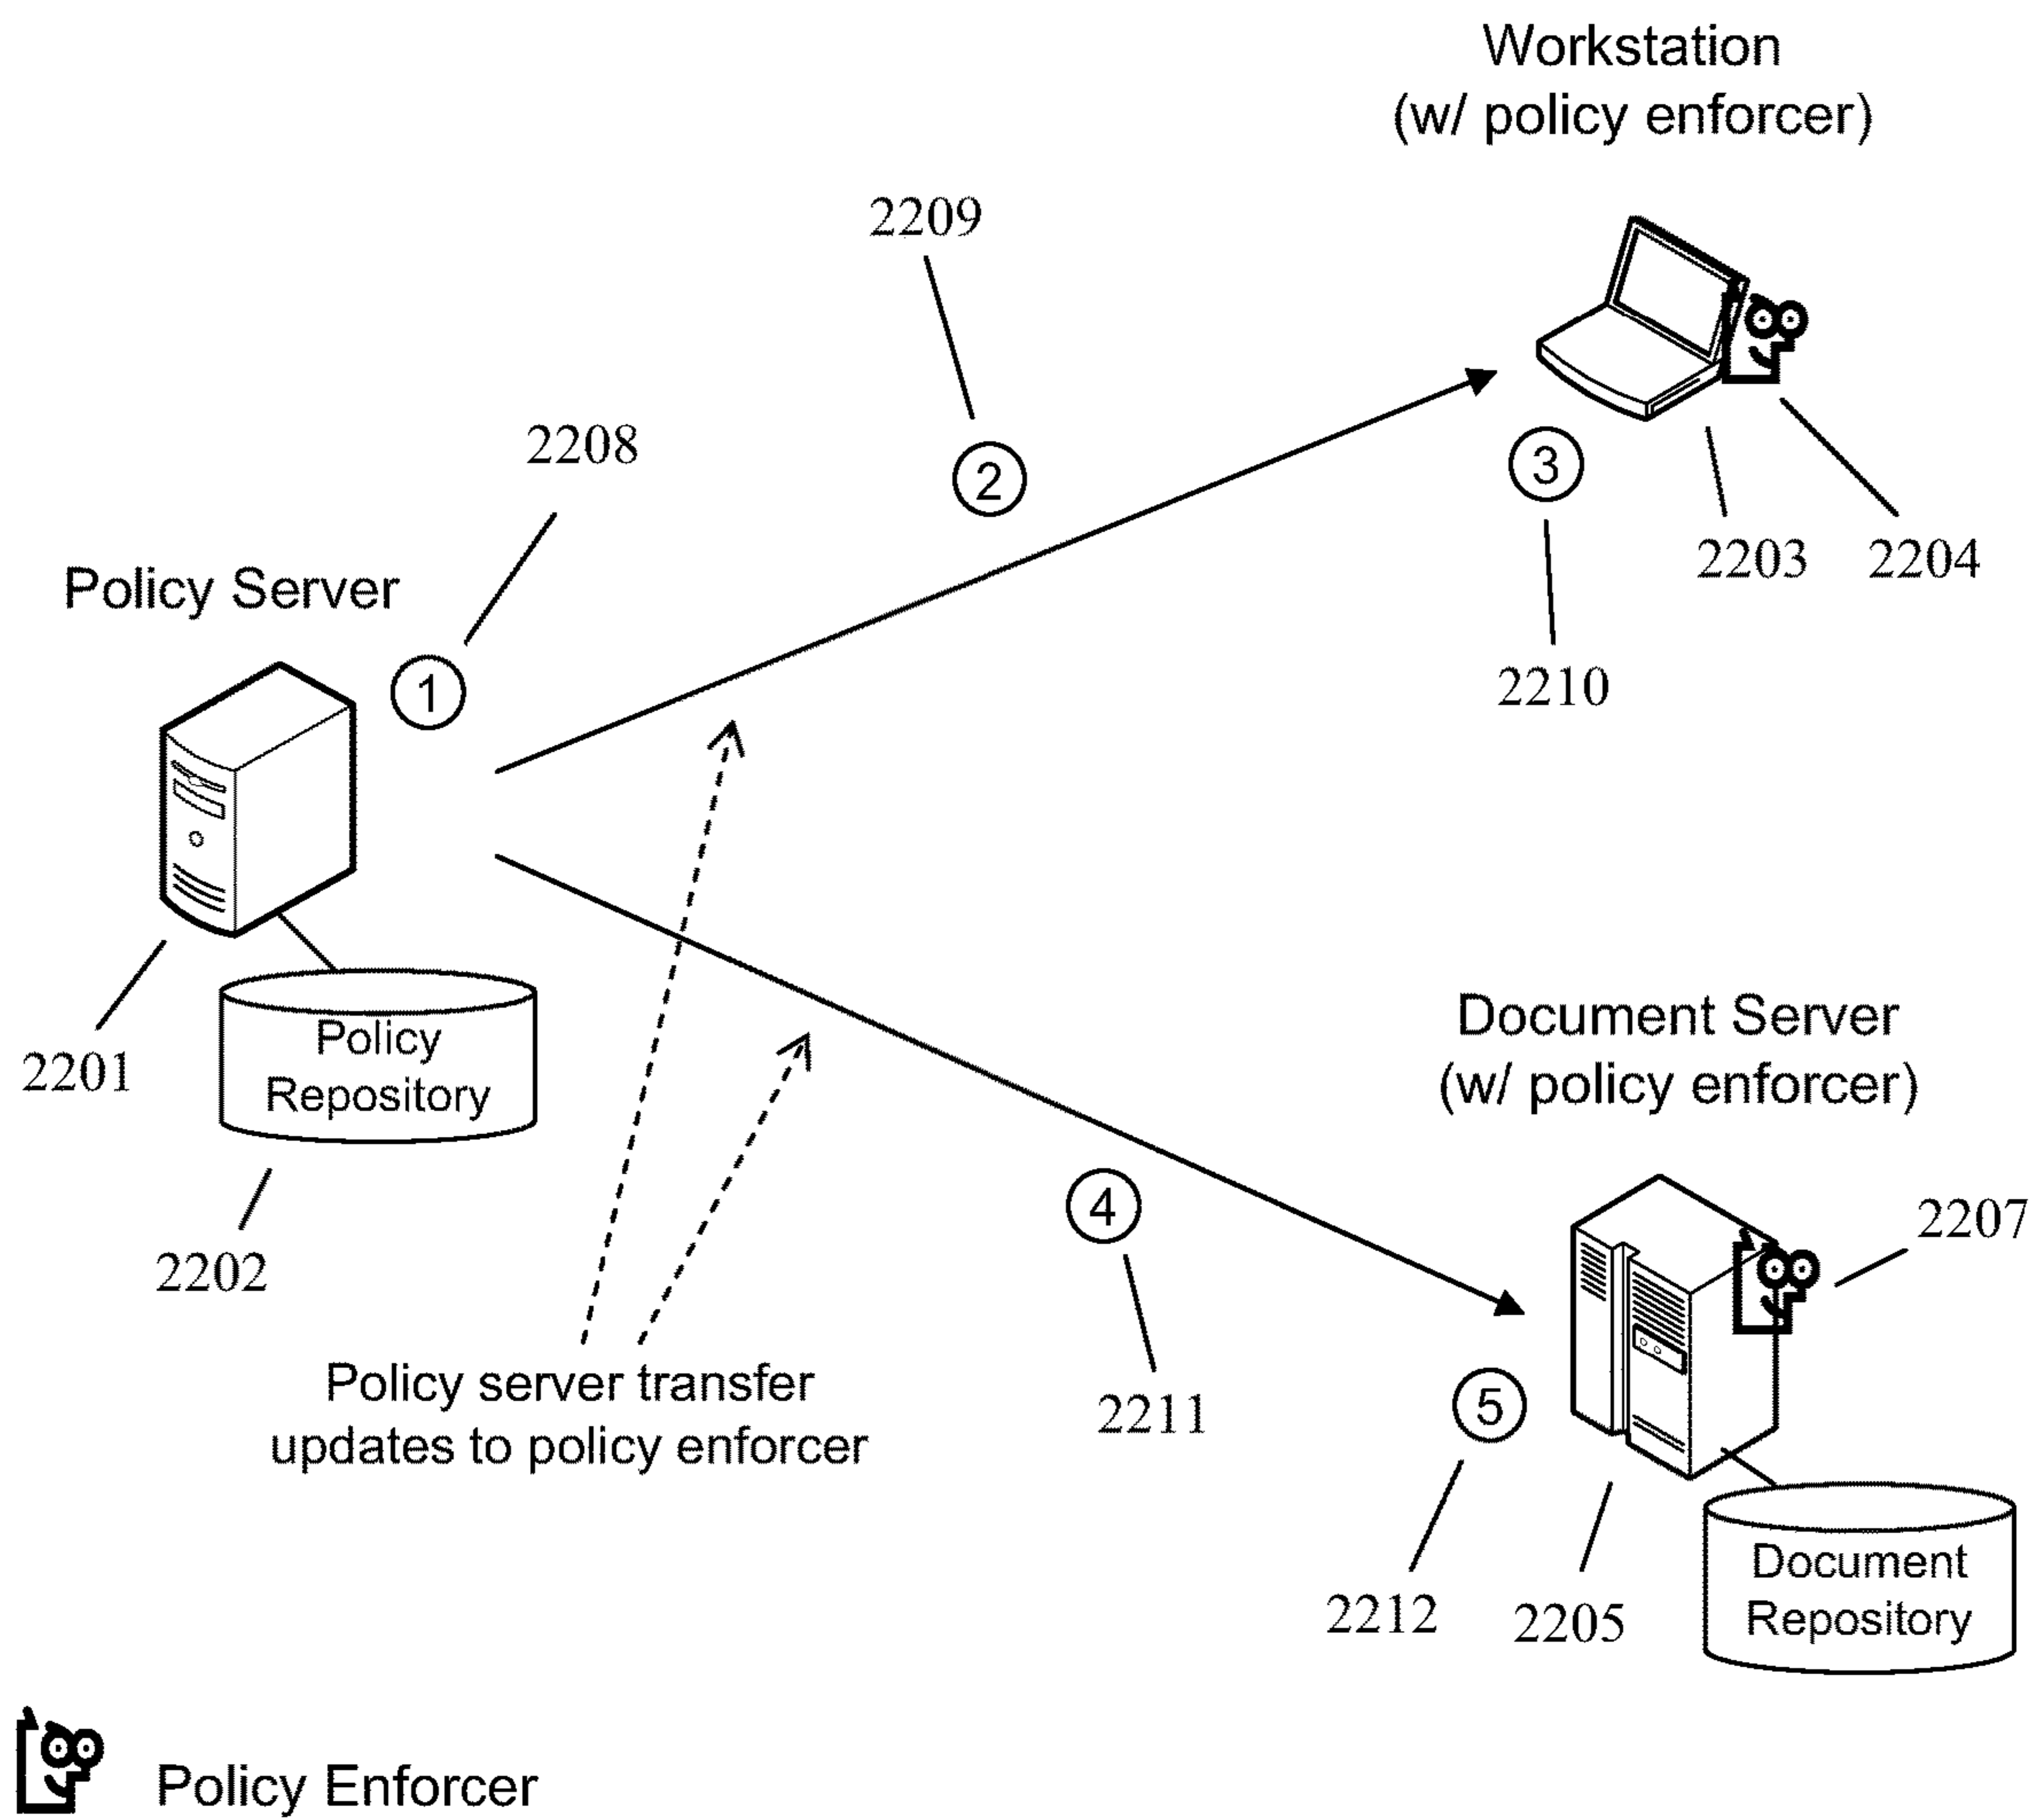 Workstation
(w/ policy enforcer)
2209
2208
2
3
Policy Server
2203
2204
1
2210
Document Server
(w/ policy enforcer)
Policy
Repository
2201
4
2207
2202
Policy server transfer
updates to policy enforcer
2211
5
Document
Repository
2212
2205
Policy Enforcer